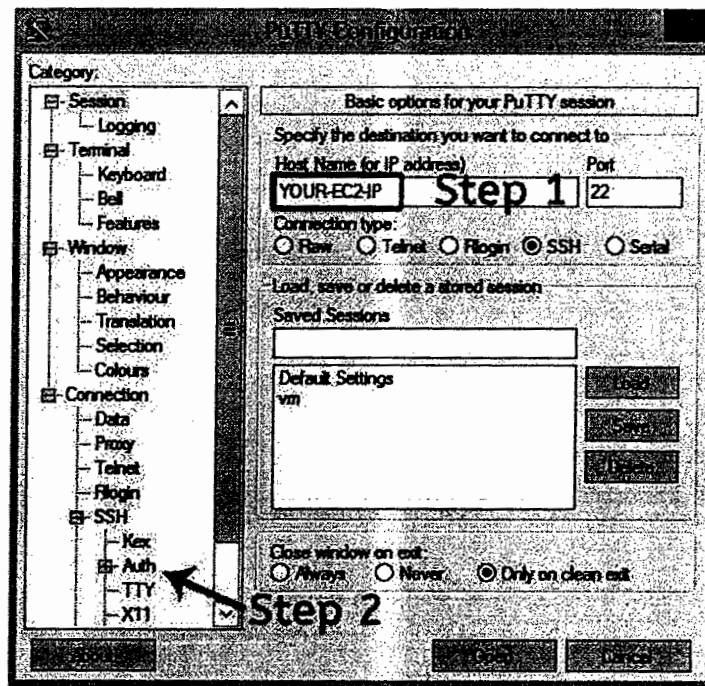 PuTTY Configuration
Category:
Session
Logging
Terminal
Keyboard
Bell
Features
Window
Appearance
Behaviour
Translation
Selection
Colours
Connection
Data
Proxy
Telnet
Rlogin
SSH
Kex
Auth
TTY
X11
Step 2
Basic options for your PuTTY session
Specify the destination you want to connect to
Host Name (or IP address) Port
YOUR-EC2-IP Step 1 22
Connection type:
Raw Telnet Rlogin SSH Serial
Load, save or delete a stored session
Saved Sessions
Default Settings
vm
Load
Save
Delete
Close window on exit:
Always Never Only on clean exit
Open Cancel